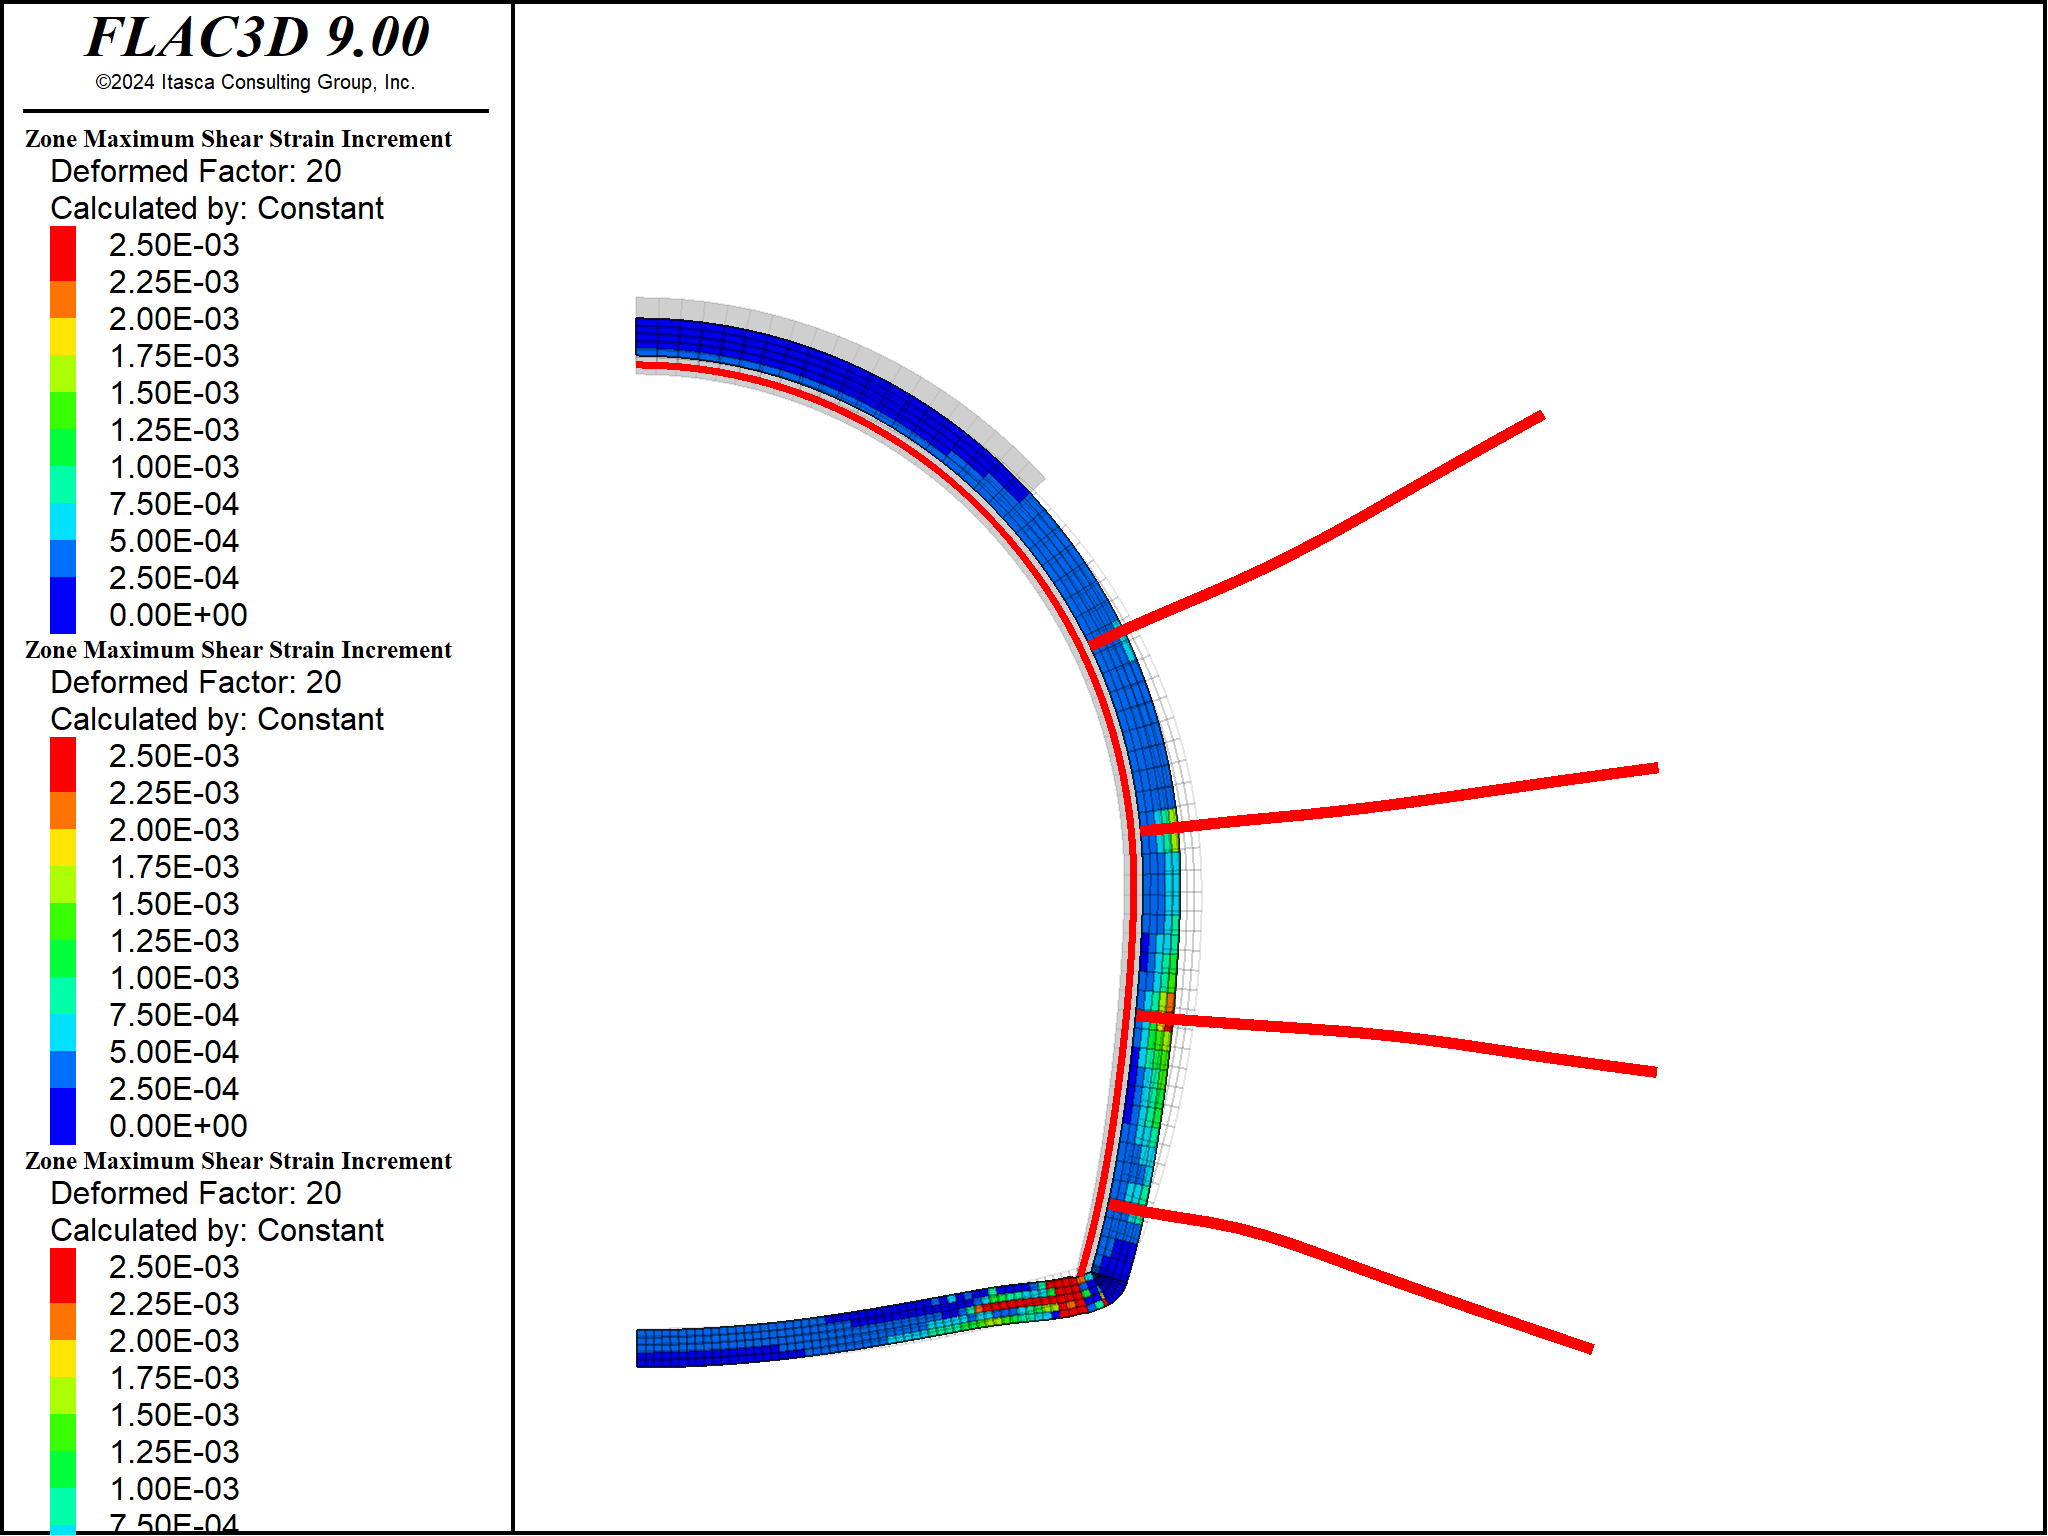 FLAC3D 9.00
©2024 Itasca Consulting Group, Inc.
Zone Maximum Shear Strain Increment
Deformed Factor: 20
Calculated by: Constant
2.50E-03
2.25E-03
2.00E-03
1.75E-03
1.50E-03
1.25E-03
1.00E-03
7.50E-04
5.00E-04
2.50E-04
0.00E+00
Zone Maximum Shear Strain Increment
Deformed Factor: 20
Calculated by: Constant
2.50E-03
2.25E-03
2.00E-03
1.75E-03
1.50E-03
1.25E-03
1.00E-03
7.50E-04
5.00E-04
2.50E-04
0.00E+00
Zone Maximum Shear Strain Increment
Deformed Factor: 20
Calculated by: Constant
2.50E-03
2.25E-03
2.00E-03
1.75E-03
1.50E-03
1.25E-03
1.00E-03
7.50E-04